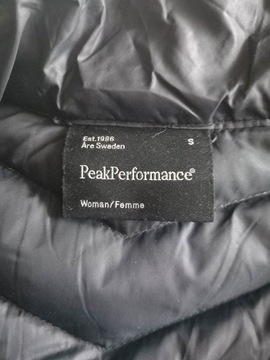 Est.1986
Åre Sweden
S
PeakPerformance®
Woman/Femme